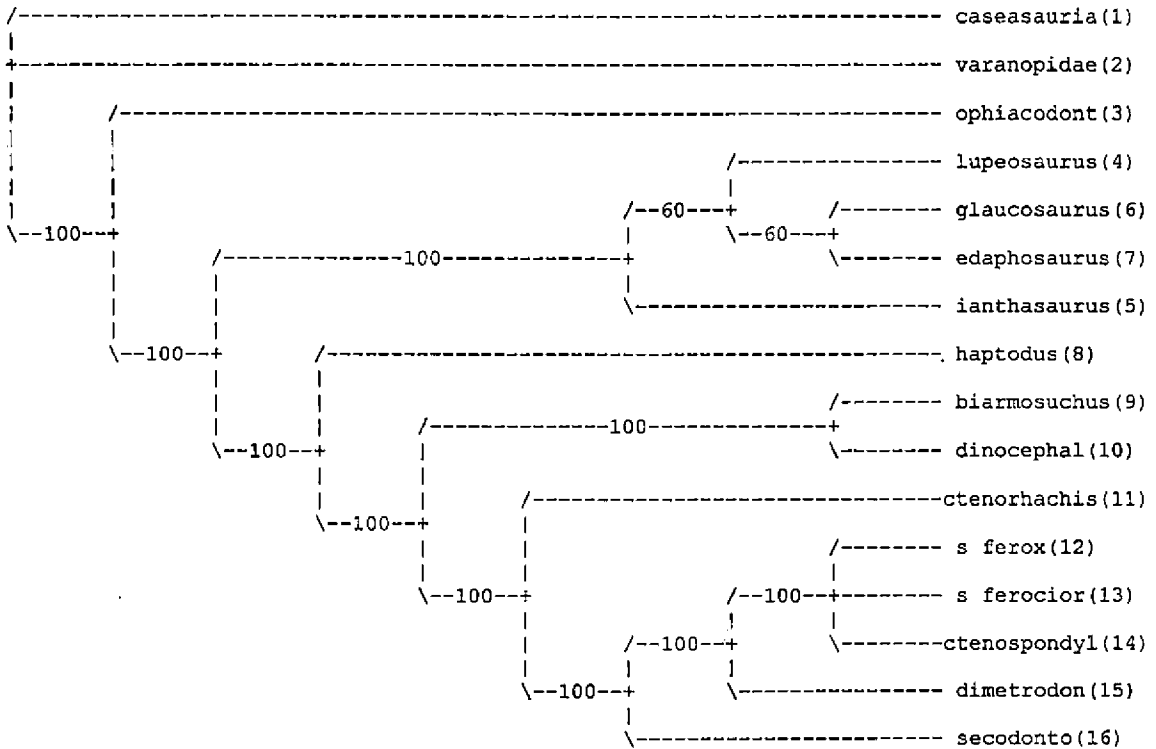 caseasauria(1)
varanopidae(2)
ophiacodont(3)
lupeosaurus(4)
60
glaucosaurus(6)
100
60
100
edaphosaurus(7)
ianthasaurus(5)
100
haptodus(8)
biarmosuchus(9)
100
100
dinocephal(10)
ctenorhachis(11)
100
s ferox(12)
100
100
s ferocior(13)
100
ctenospondyl(14)
100
dimetrodon(15)
secodonto(16)